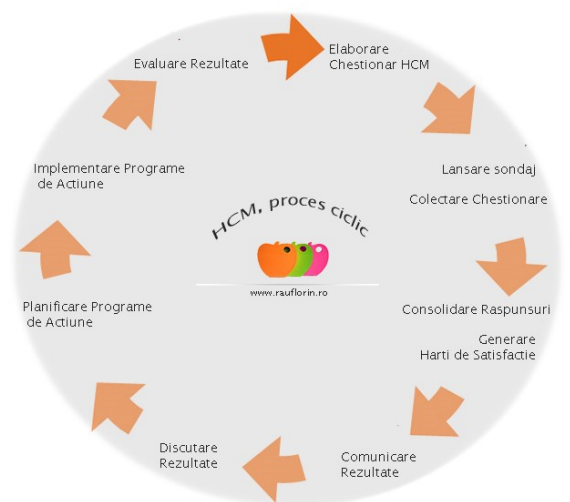 Elaborare
Chestionar HCM
Lansare sondaj
Colectare Chestionare
Consolidare Raspunsuri
Generare
Harti de Satisfactie
Comunicare
Rezultate
Discutare
Rezultate
Planificare Programe
de Actiune
Implementare Programe
de Actiune
Evaluare Rezultate
HCM, proces ciclic
www.rauflorin.ro